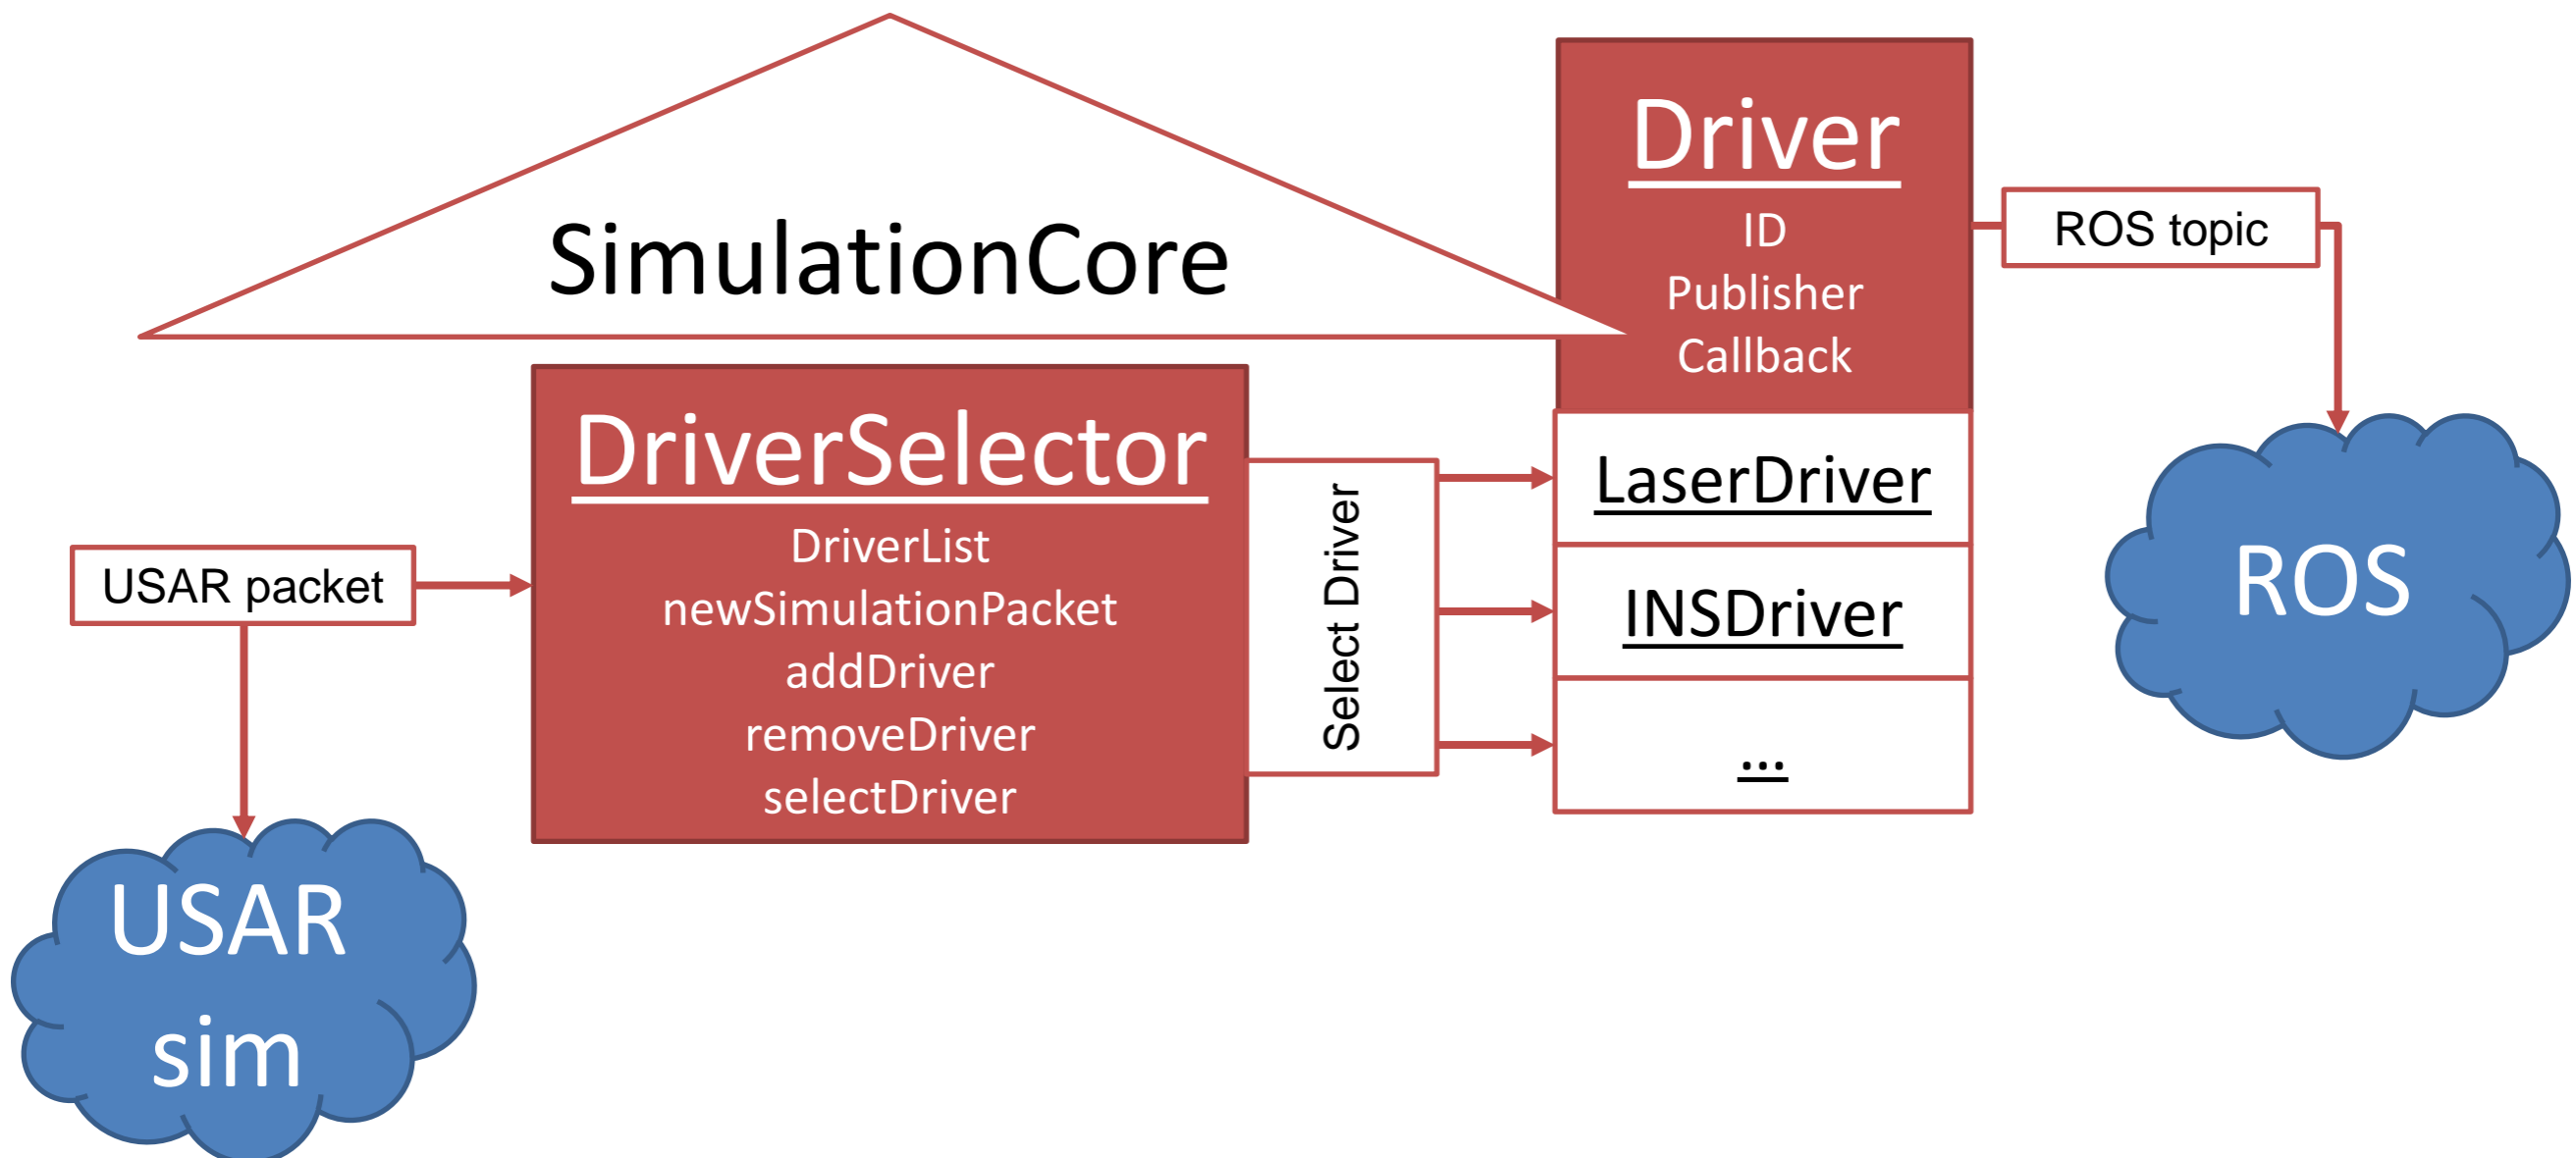 SimulationCore
Driver
ID
Publisher
Callback
ROS topic
DriverSelector
DriverList
newSimulationPacket
addDriver
removeDriver
selectDriver
USAR packet
Select Driver
LaserDriver
INSDriver
...
ROS
USAR
sim